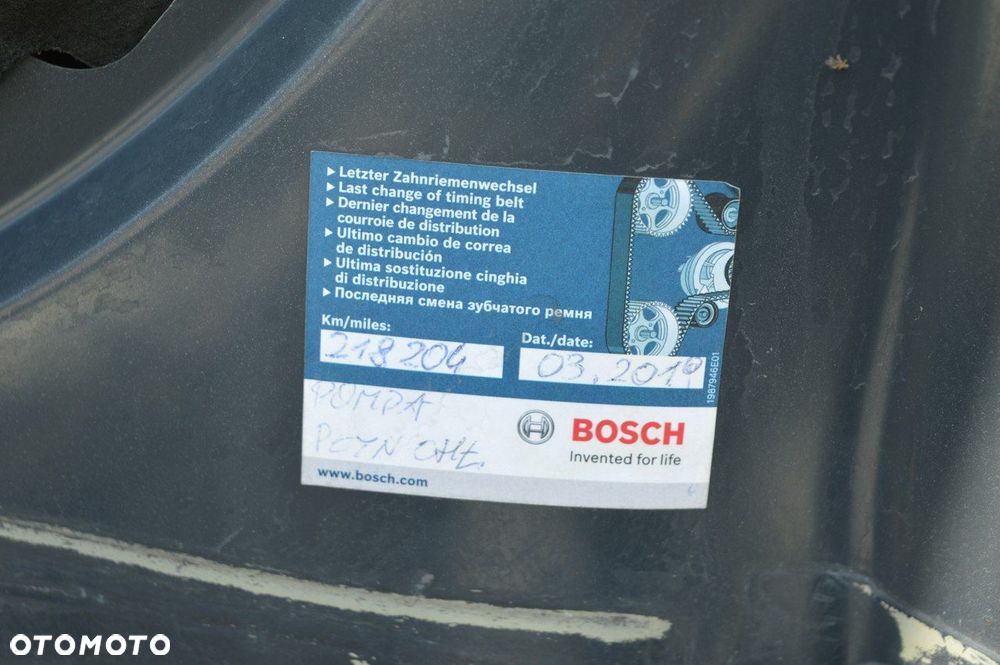 ▸ Letzter Zahnriemenwechsel
▸ Last change of timing belt
▸ Dernier changement de la
courroie de distribution
▸ Ultimo cambio de correa
de distribución
▸ Ultima sostituzione cinghia
di distribuzione
▸ Последняя смена зубчатого ремня
Km/miles:
218 204
Dat./date:
03.2019
1987946E01
POMPA
PŁYN CHŁ.
BOSCH
Invented for life
www.bosch.com
OTOMOTO